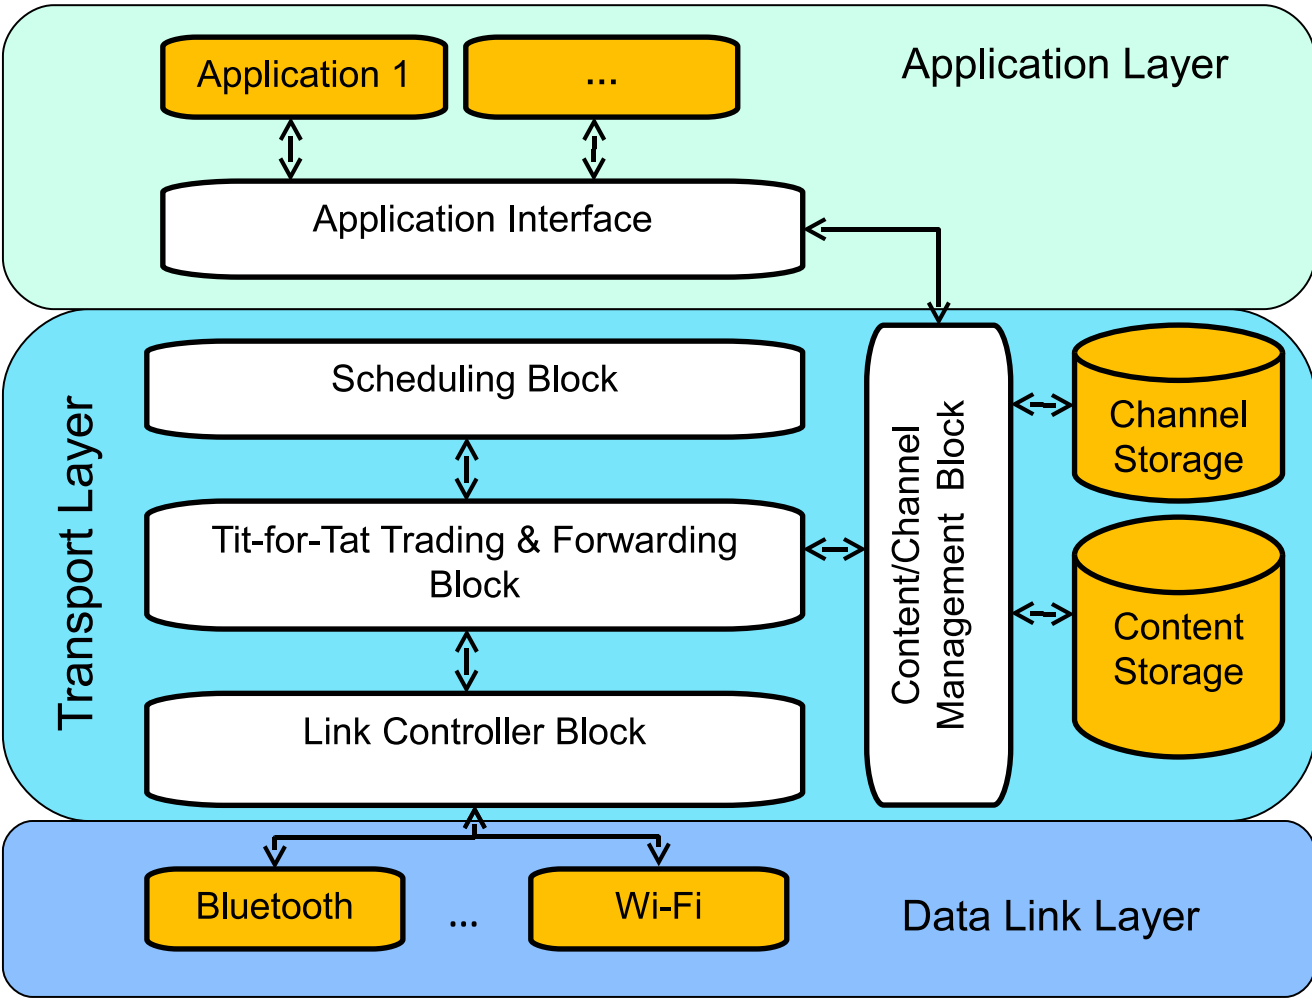 Application Layer
Application 1
...
Application Interface
Transport Layer
Scheduling Block
Tit-for-Tat Trading & Forwarding
Block
Link Controller Block
Content/Channel
Management Block
Channel
Storage
Content
Storage
Bluetooth
...
Wi-Fi
Data Link Layer